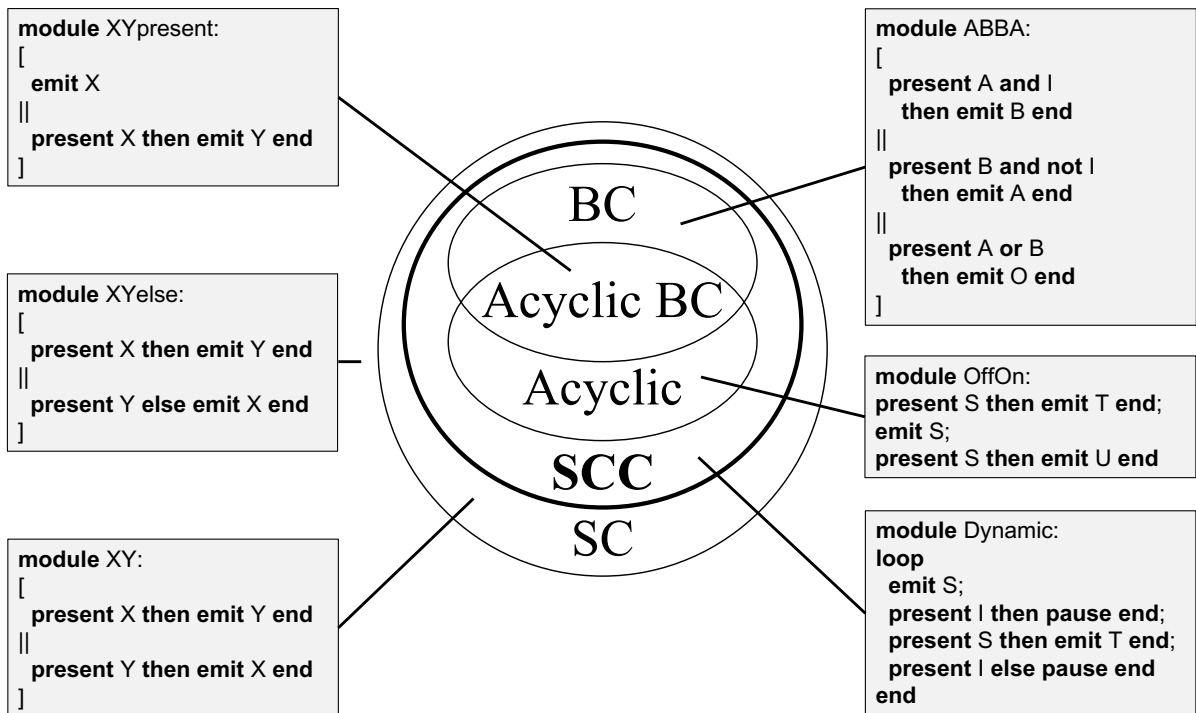 module XYpresent:
[
emit X
||
present X then emit Y end
]
module XYelse:
[
present X then emit Y end
||
present Y else emit X end
]
module XY:
[
present X then emit Y end
||
present Y then emit X end
]
BC
Acyclic BC
Acyclic
SCC
SC
module ABBA:
[
present A and I
then emit B end
||
present B and not I
then emit A end
||
present A or B
then emit O end
]
module OffOn:
present S then emit T end;
emit S;
present S then emit U end
module Dynamic:
loop
emit S;
present I then pause end;
present S then emit T end;
present I else pause end
end